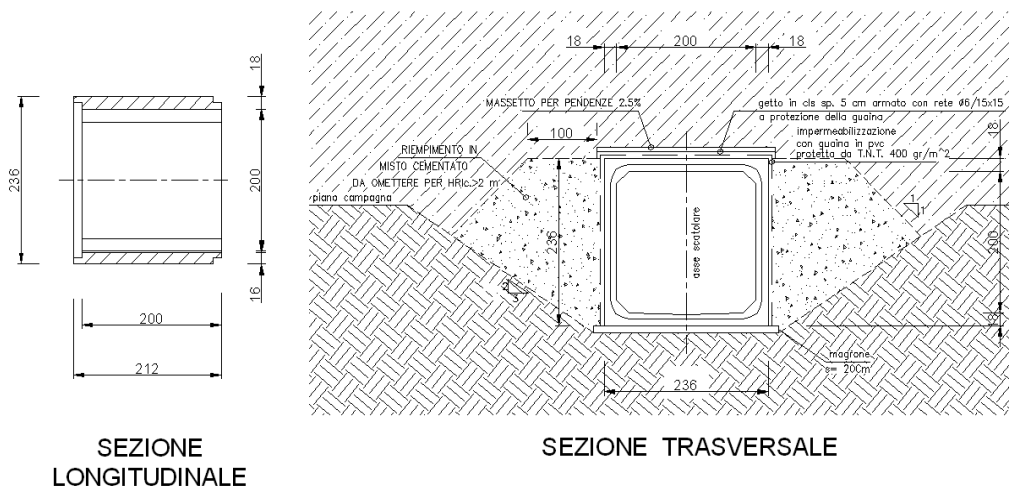 18
236
200
16
200
212
SEZIONE
LONGITUDINALE
18
200
18
MASSETTO PER PENDENZE 2.5%
getto in cls sp. 5 cm armato con rete Ø6/15x15
a protezione della guaina
impermeabilizzazione
con guaina in pvc
protetta da T.N.T. 400 gr/m^2
100
RIEMPIMENTO IN
MISTO CEMENTATO
DA OMETTERE PER HRic.>2 m
piano campagna
236
asse scatolare
18
200
18
1
1
2
3
magrone
s= 20cm
236
SEZIONE TRASVERSALE